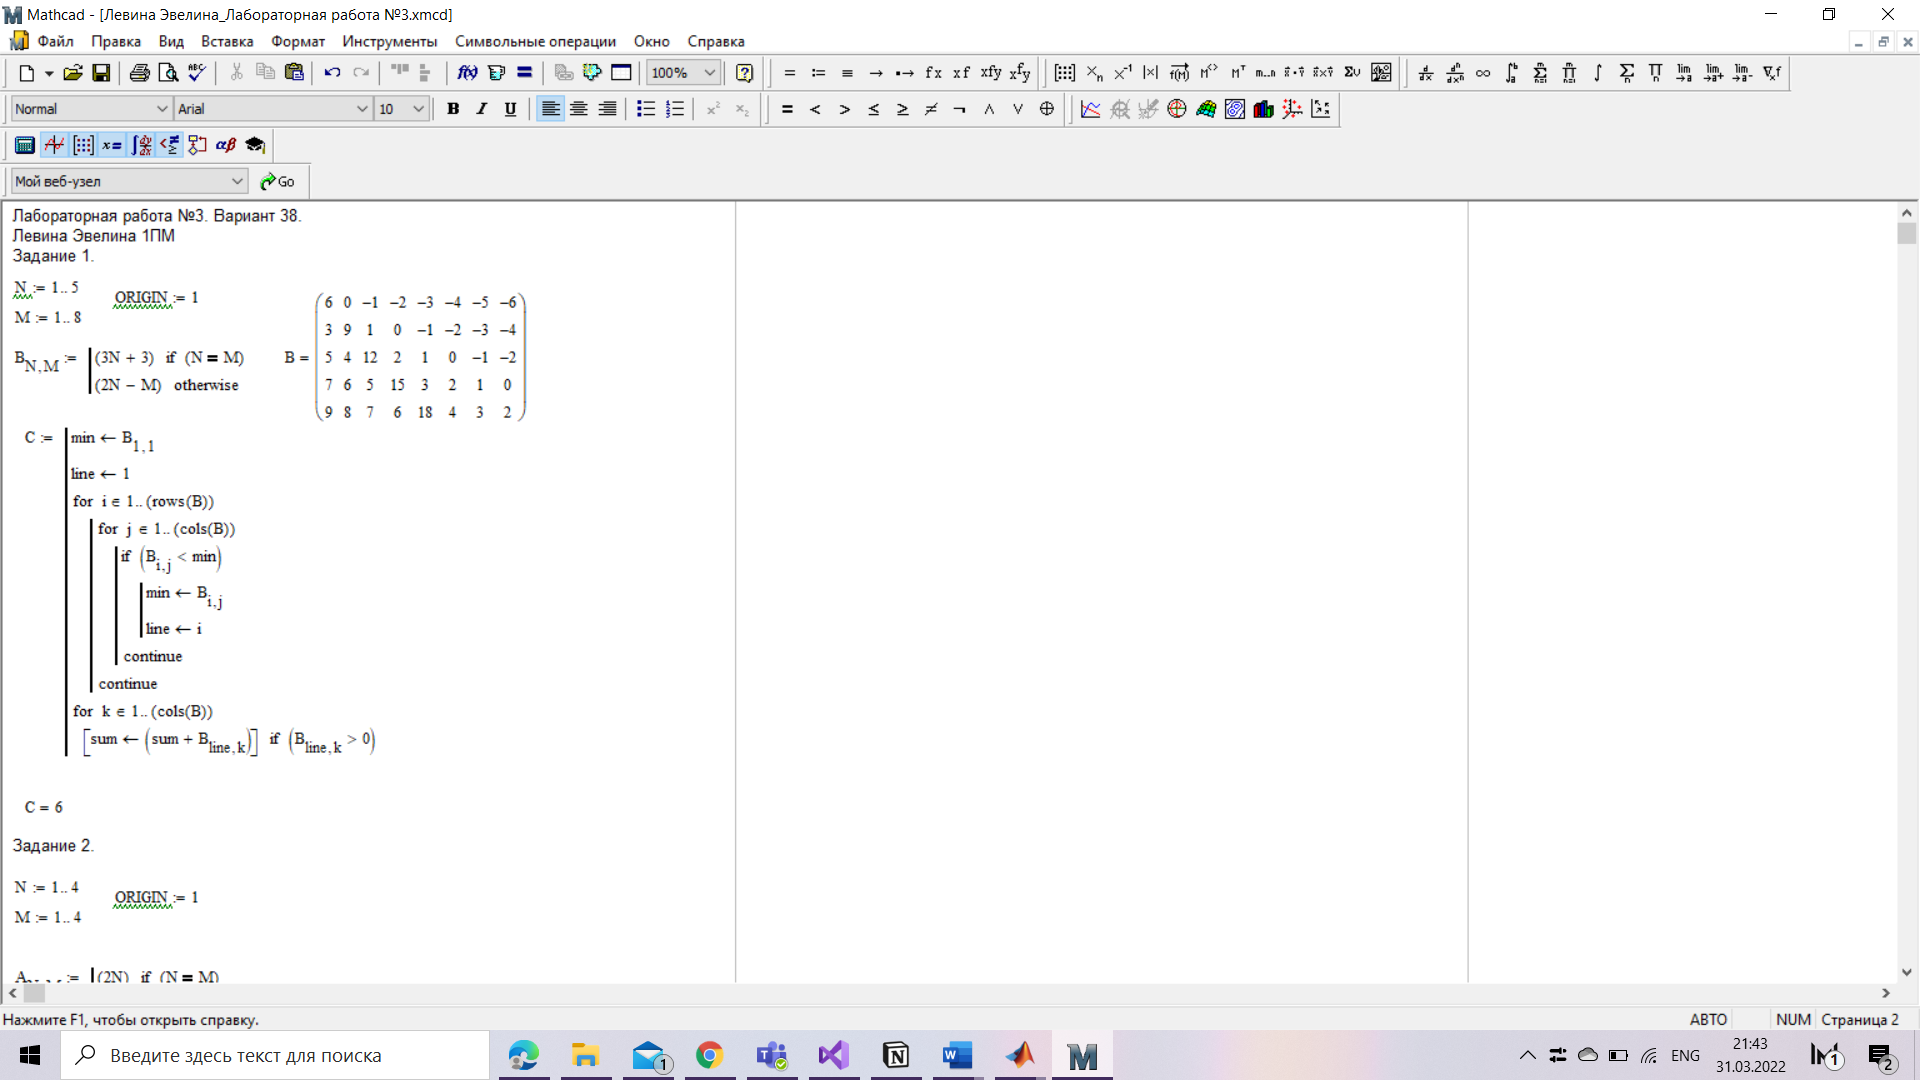 Mathcad - [Левина Эвелина_Лабораторная работа №3.xmcd]
Файл Правка Вид Вставка Формат Инструменты Символьные операции Окно Справка
100%
Normal Arial 10 B I U
Мой веб-узел Go
Лабораторная работа №3. Вариант 38.
Левина Эвелина 1ПМ
Задание 1.
N := 1.. 5
ORIGIN := 1
M := 1.. 8
B N,M := (3N + 3) if (N = M)
(2N − M) otherwise
B =
6 0 −1 −2 −3 −4 −5 −6
3 9 1 0 −1 −2 −3 −4
5 4 12 2 1 0 −1 −2
7 6 5 15 3 2 1 0
9 8 7 6 18 4 3 2
C := min ← B 1,1
line ← 1
for i ∈ 1.. (rows(B))
for j ∈ 1.. (cols(B))
if (B i,j < min)
min ← B i,j
line ← i
continue
continue
for k ∈ 1.. (cols(B))
[sum ← (sum + B line,k)] if (B line,k > 0)
C = 6
Задание 2.
N := 1.. 4
ORIGIN := 1
M := 1.. 4
A N,M := (2N) if (N = M)
Нажмите F1, чтобы открыть справку.
АВТО NUM Страница 2
Введите здесь текст для поиска
ENG
21:43
31.03.2022